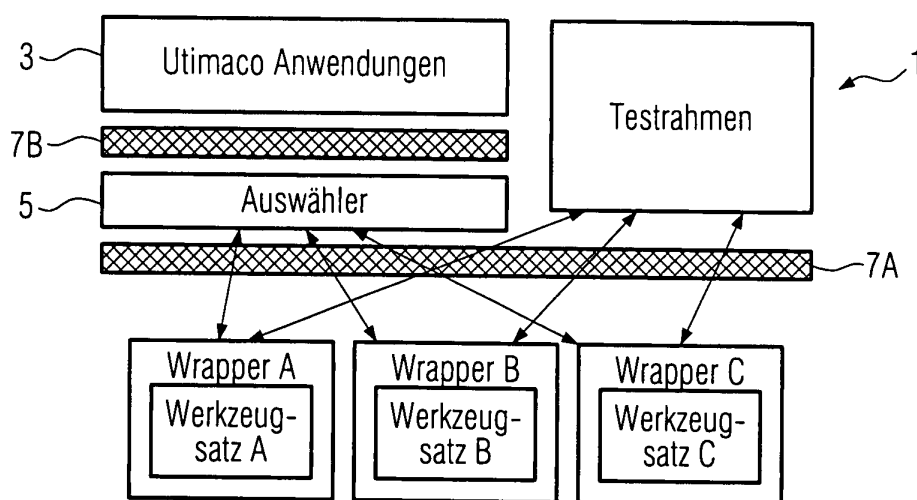 3
Utimaco Anwendungen
Testrahmen
1
7B
5
Auswähler
7A
Wrapper A
Werkzeug-
satz A
Wrapper B
Werkzeug-
satz B
Wrapper C
Werkzeug-
satz C